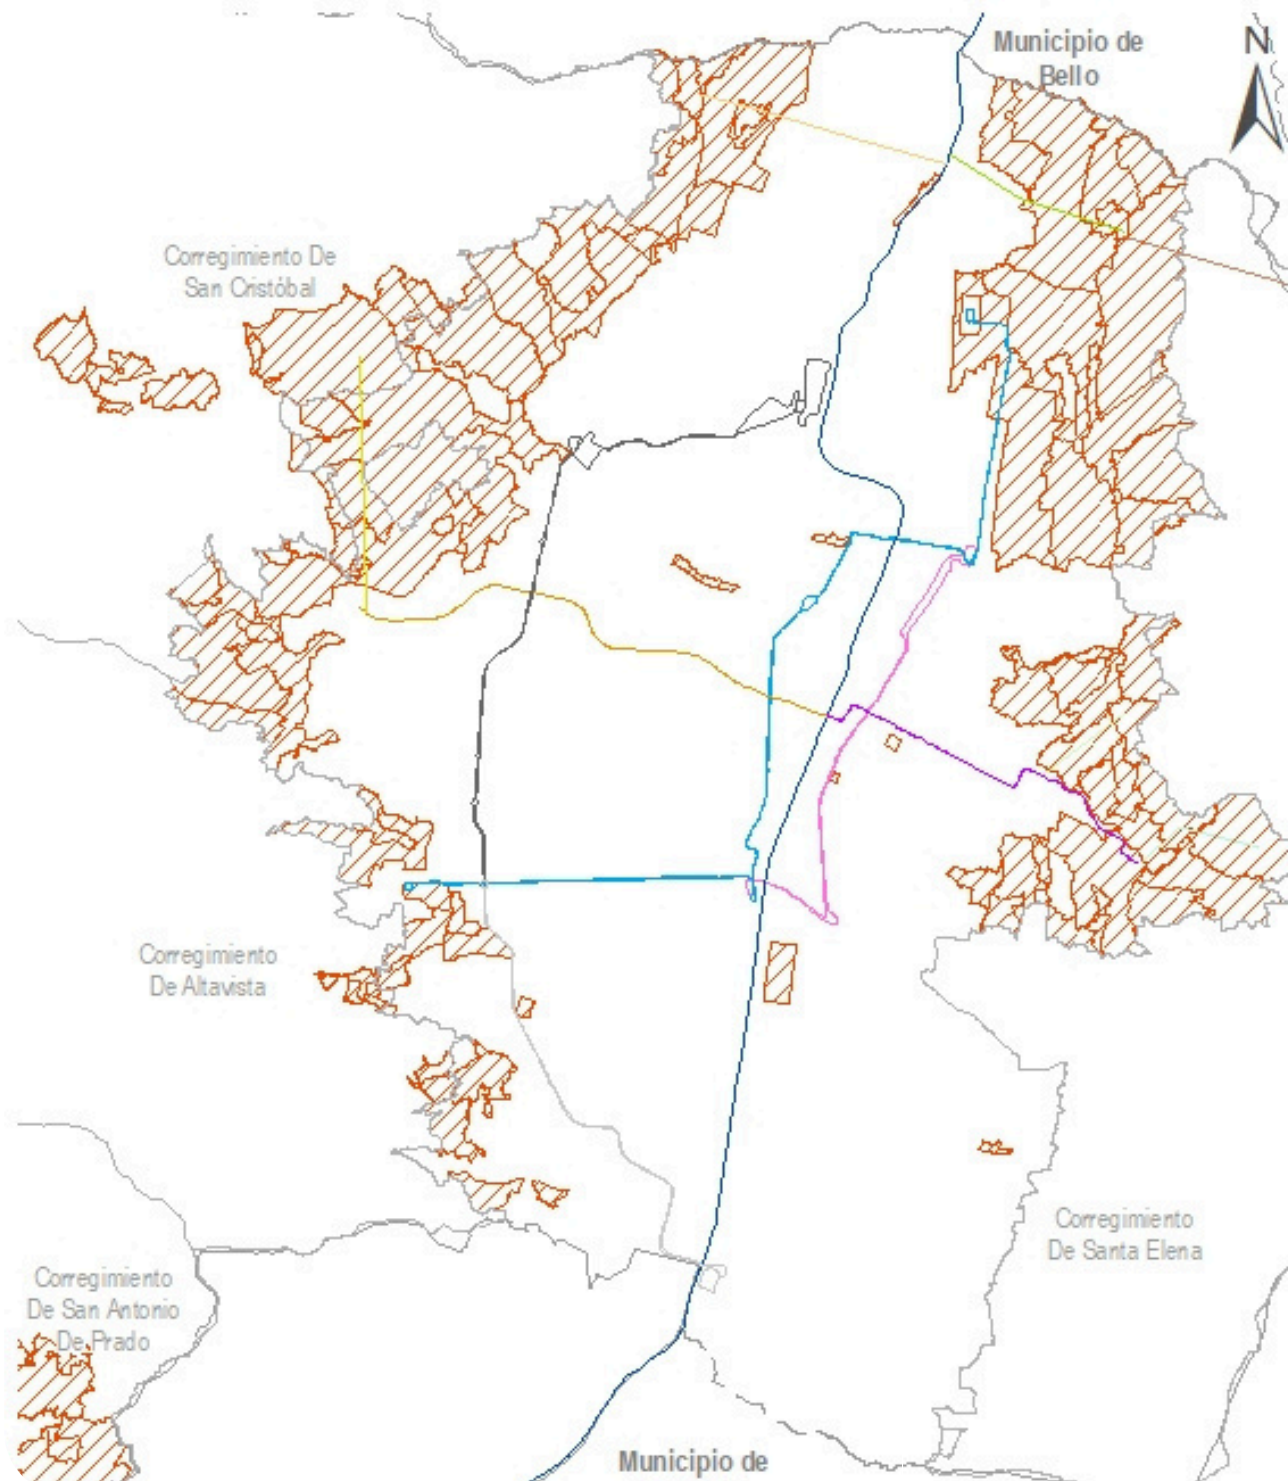 Municipio de
Bello
N
Corregimiento De
San Cristóbal
Corregimiento
De Altavista
Corregimiento
De Santa Elena
Corregimiento
De San Antonio
De Prado
Municipio de